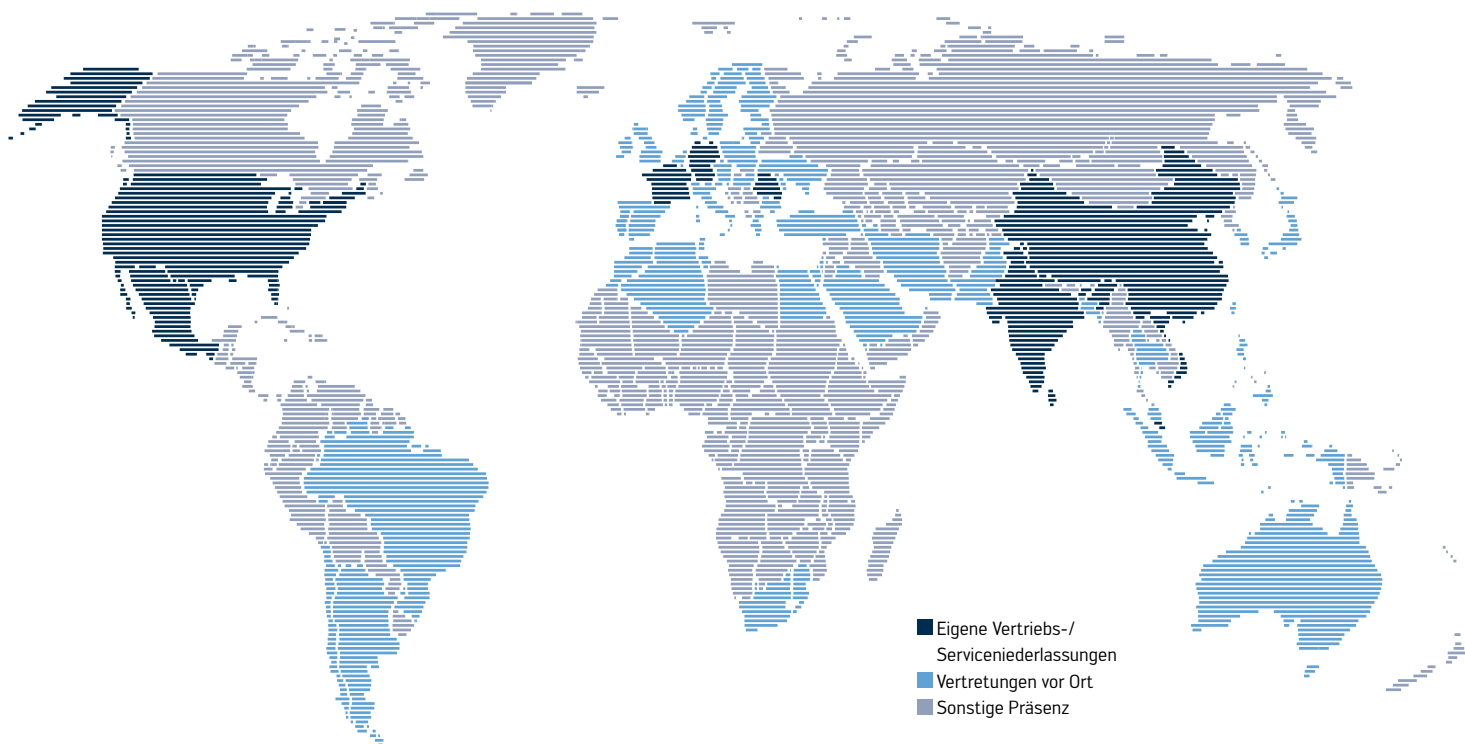 Eigene Vertriebs-/
Serviceniederlassungen
Vertretungen vor Ort
Sonstige Präsenz